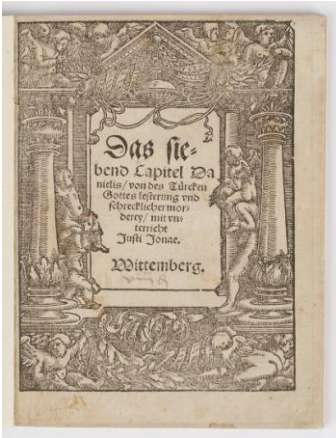 Das sie⸗
bend Capitel Da
nielis/ von des Türcken
Gottes lesterung vnd
schrecklicher mor⸗
derey/ mit vn⸗
terricht
Justi Jonae.
Wittemberg.